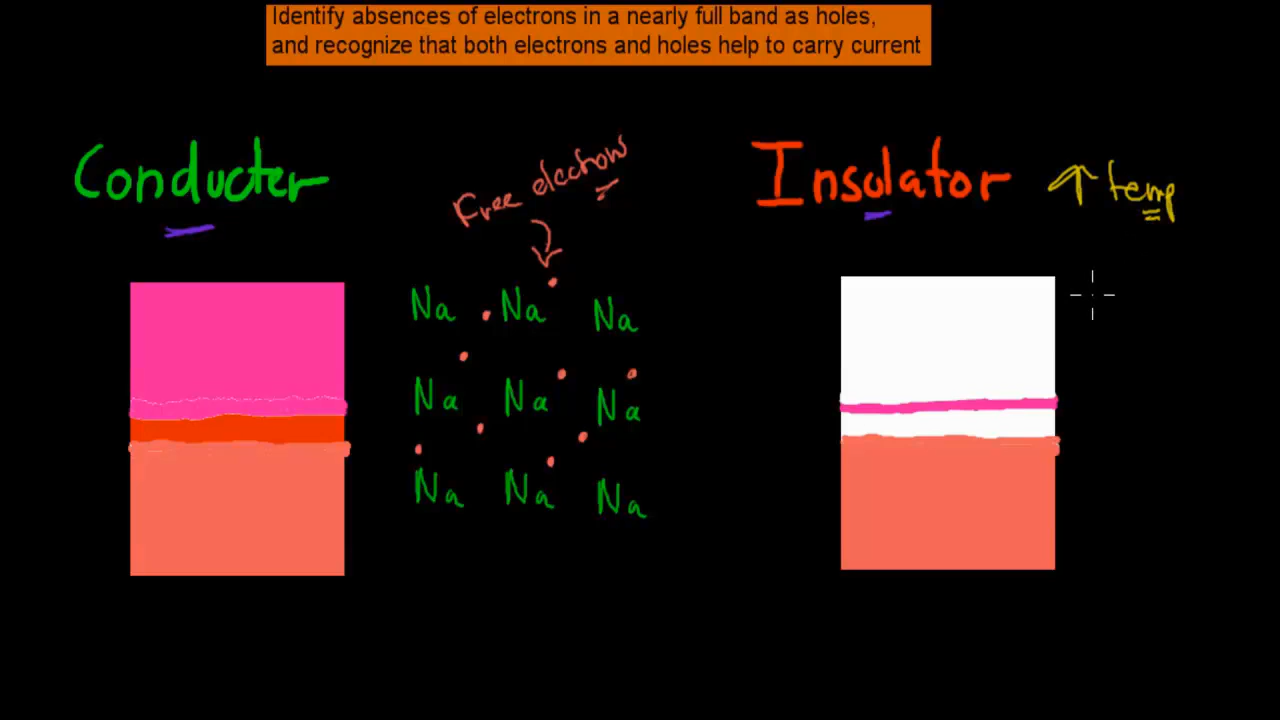 Identify absences of electrons in a nearly full band as holes,
and recognize that both electrons and holes help to carry current
Conducter
Free electrons
Insulator ↑ temp
Na Na Na
Na Na Na
Na Na Na